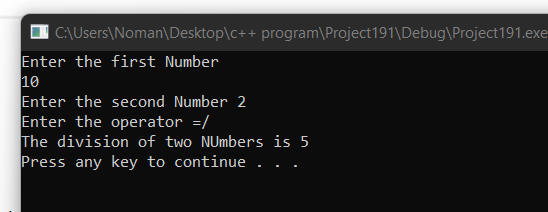 C:\Users\Noman\Desktop\c++ program\Project191\Debug\Project191.exe
Enter the first Number
10
Enter the second Number 2
Enter the operator =/
The division of two NUmbers is 5
Press any key to continue . . .